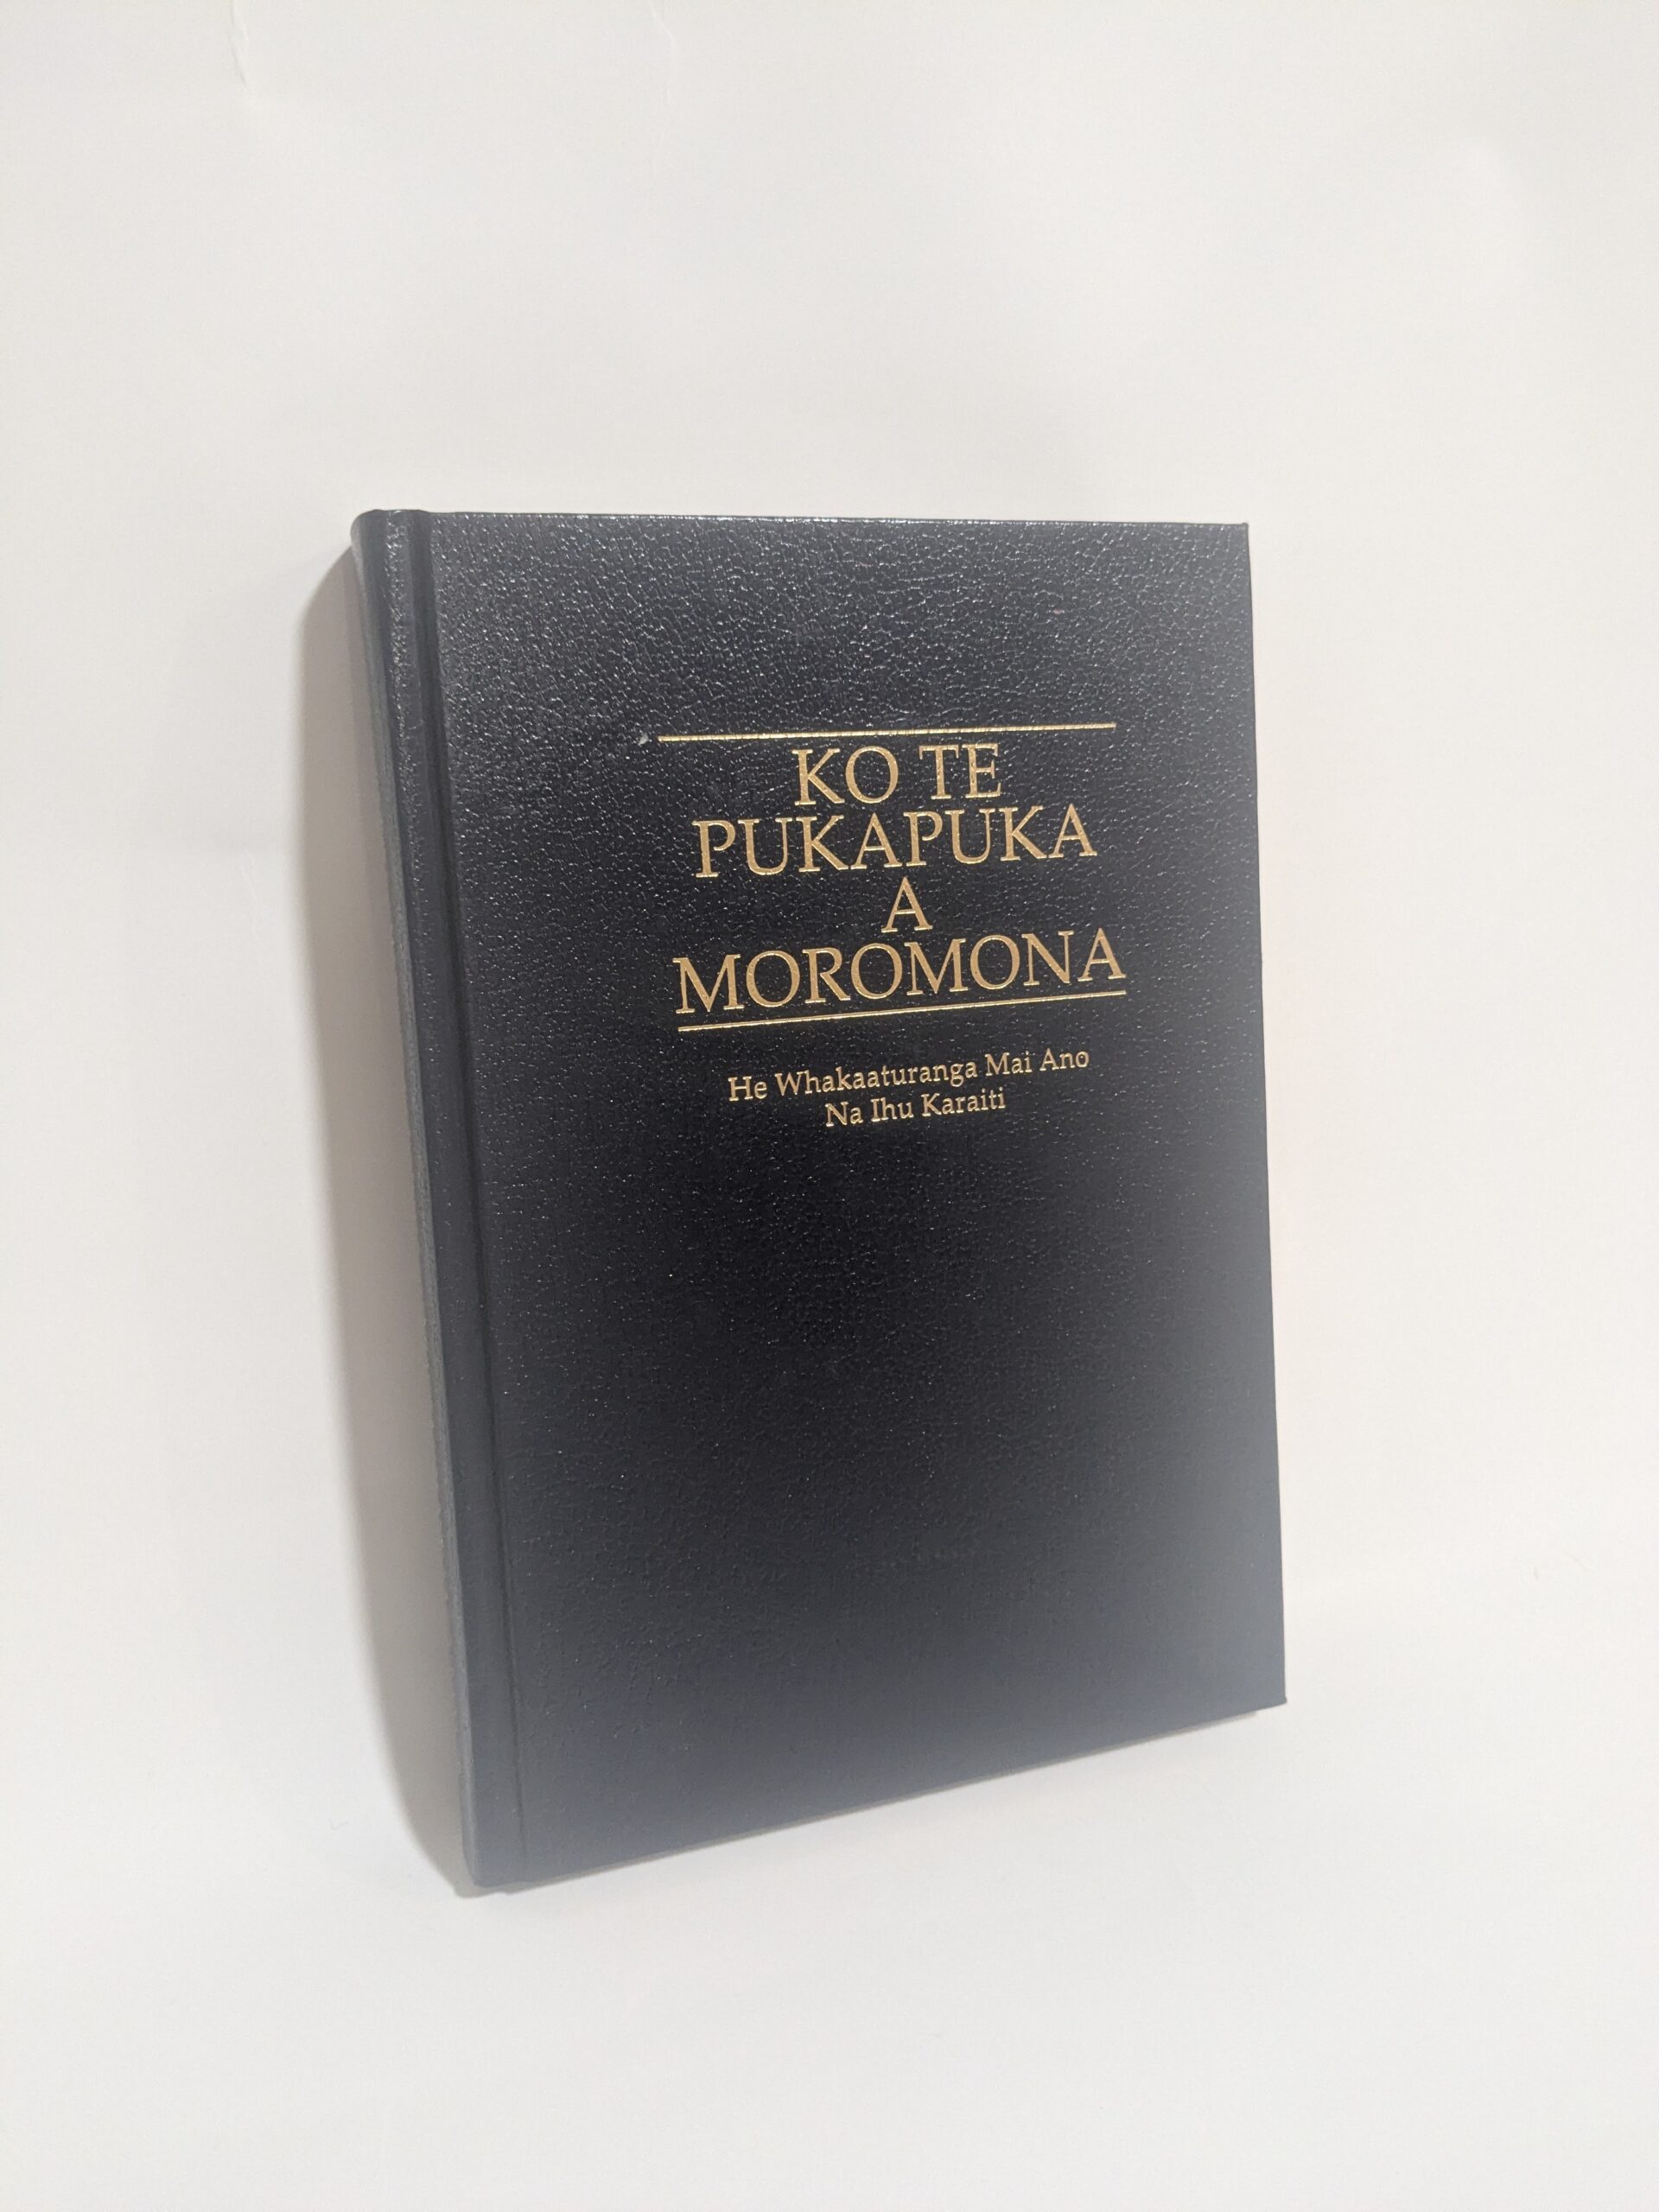 KO TE
PUKAPUKA
A
MOROMONA
He Whakaaturanga Mai Ano
Na Ihu Karaiti